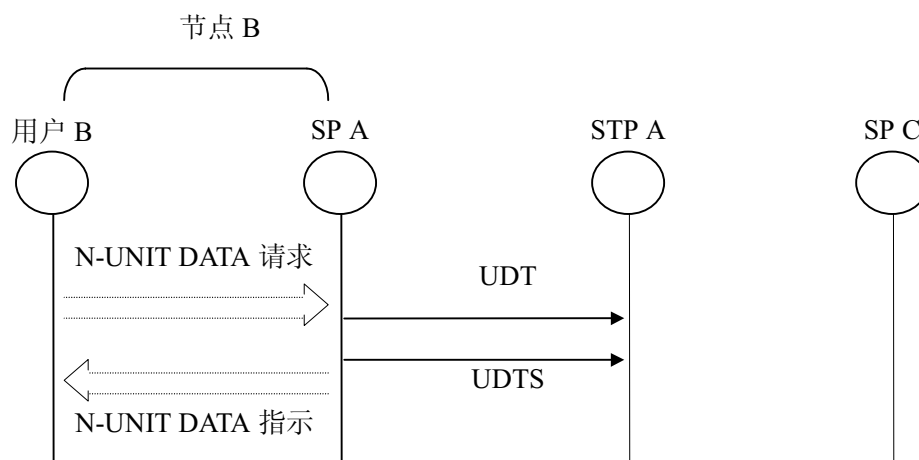 节点 B
用户 B
SP A
STP A
SP C
N-UNIT DATA 请求
UDT
UDTS
N-UNIT DATA 指示